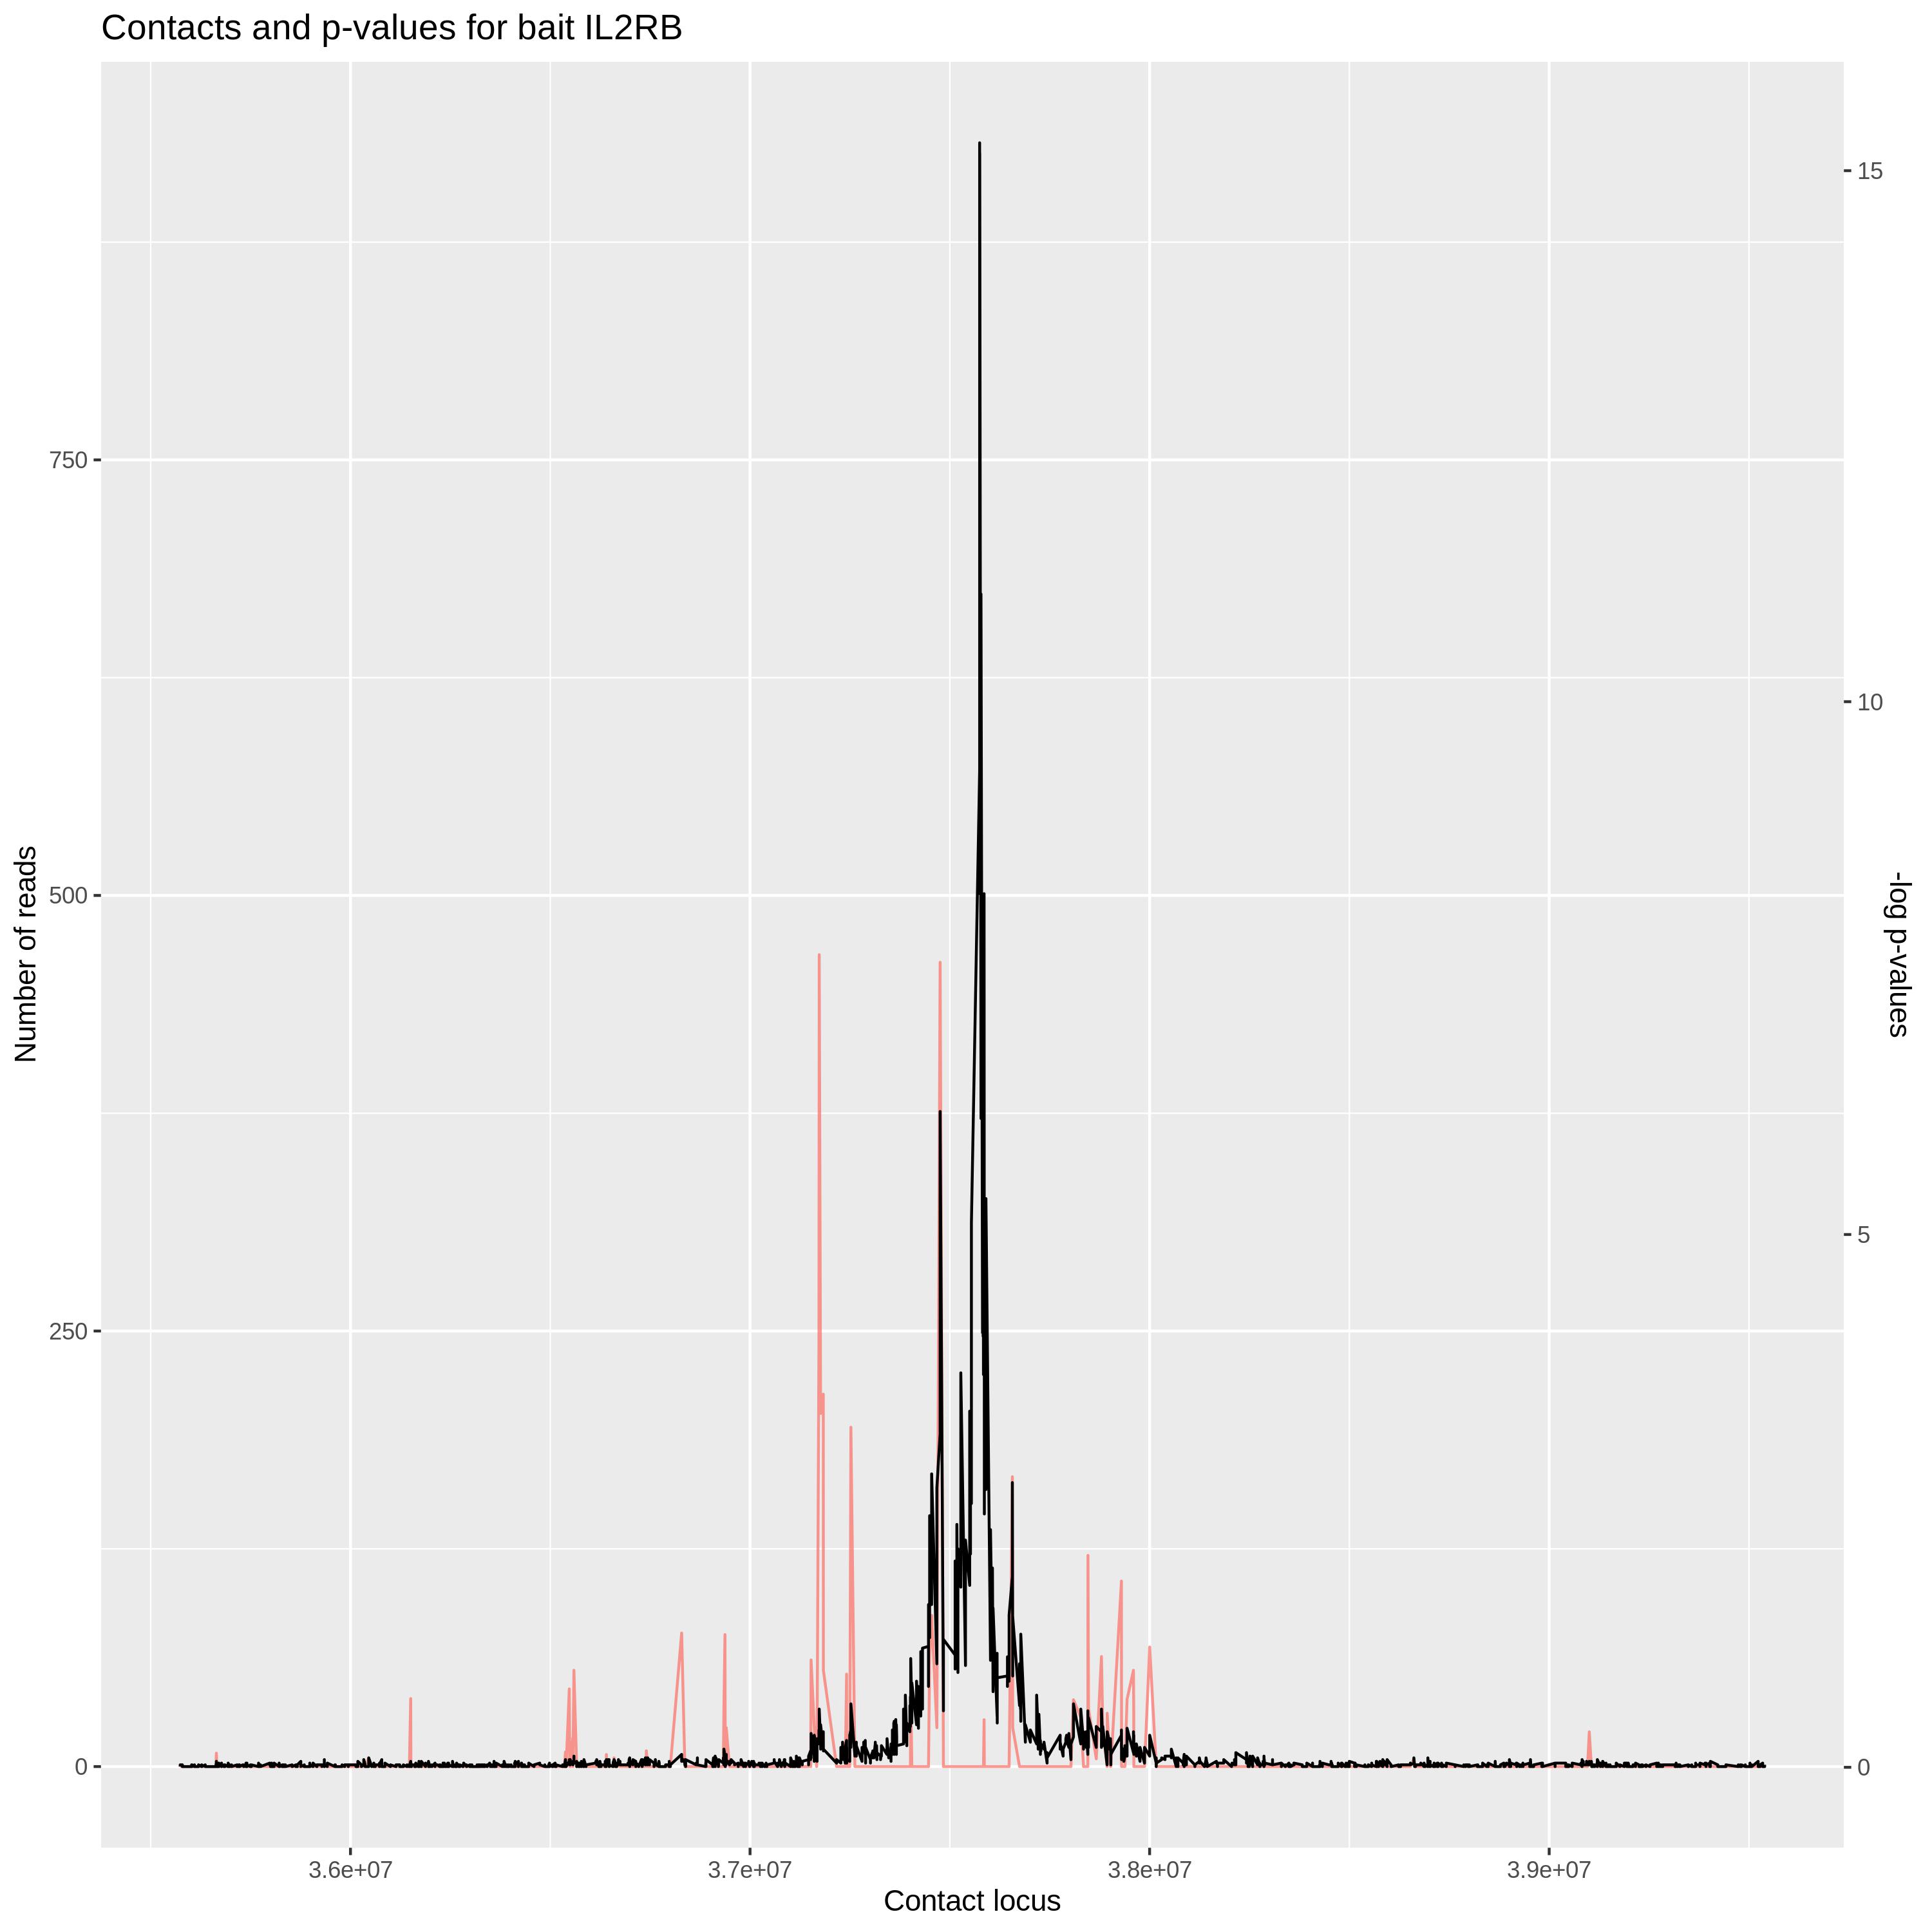 Contacts and p-values for bait IL2RB
Number of reads
750
500
250
0
15
10
5
0
-log p-values
3.6e+07
3.7e+07
3.8e+07
3.9e+07
Contact locus